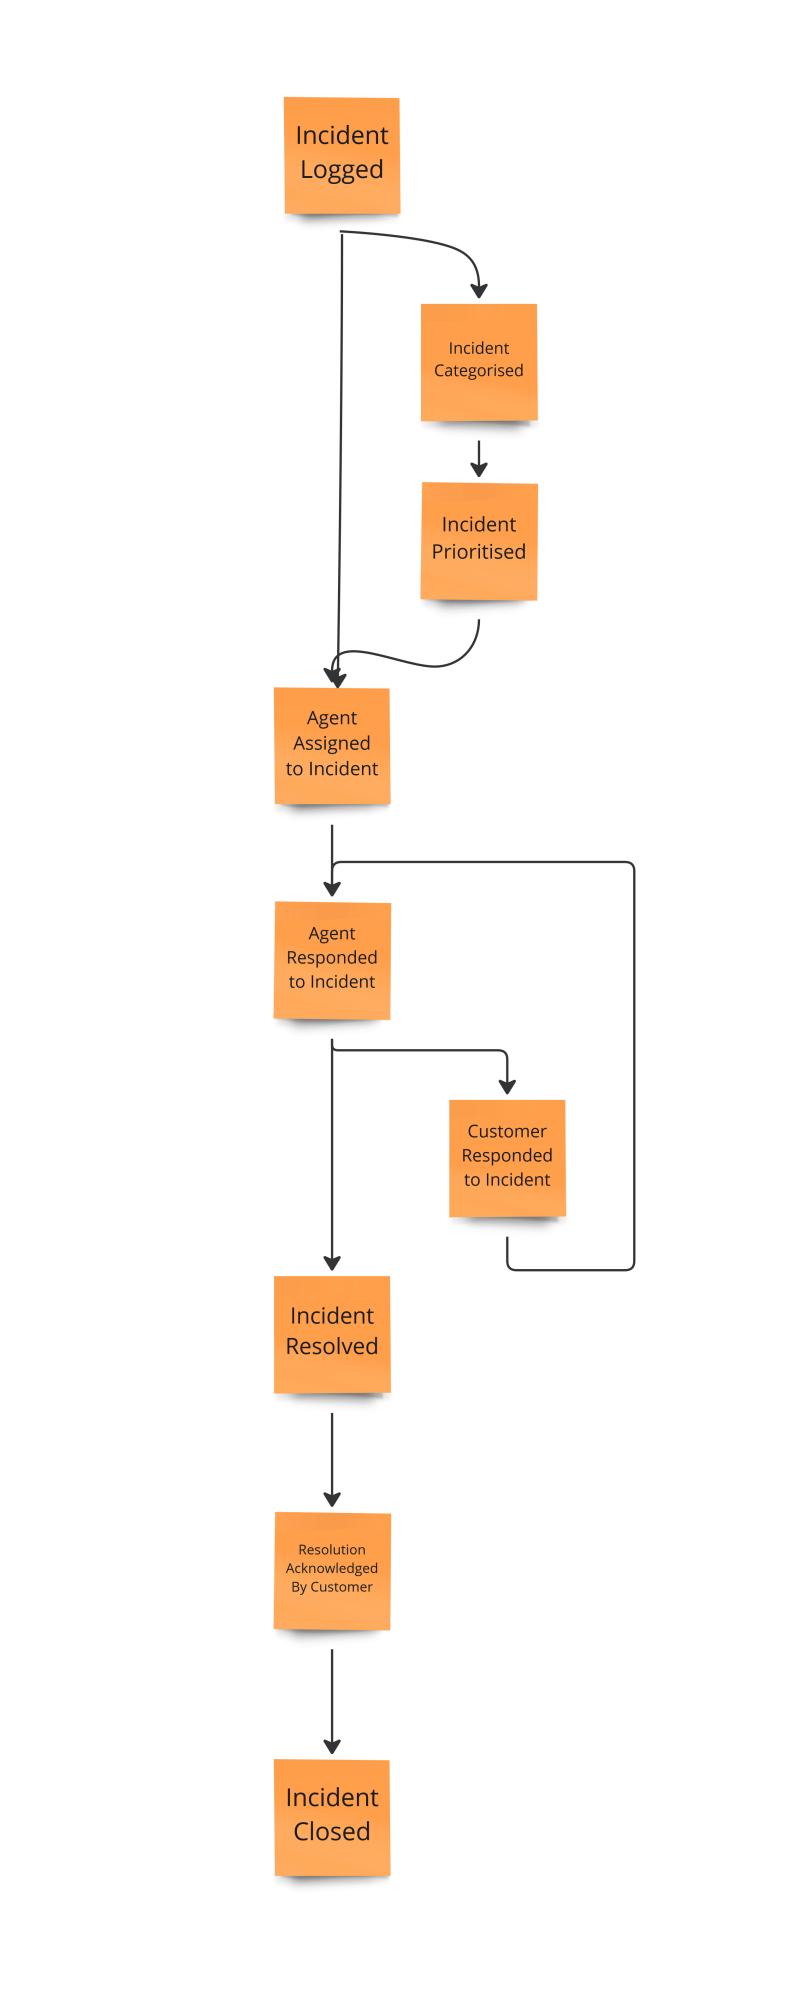 Incident
Logged
Incident
Categorised
Incident
Prioritised
Agent
Assigned
to Incident
Agent
Responded
to Incident
Customer
Responded
to Incident
Incident
Resolved
Resolution
Acknowledged
By Customer
Incident
Closed